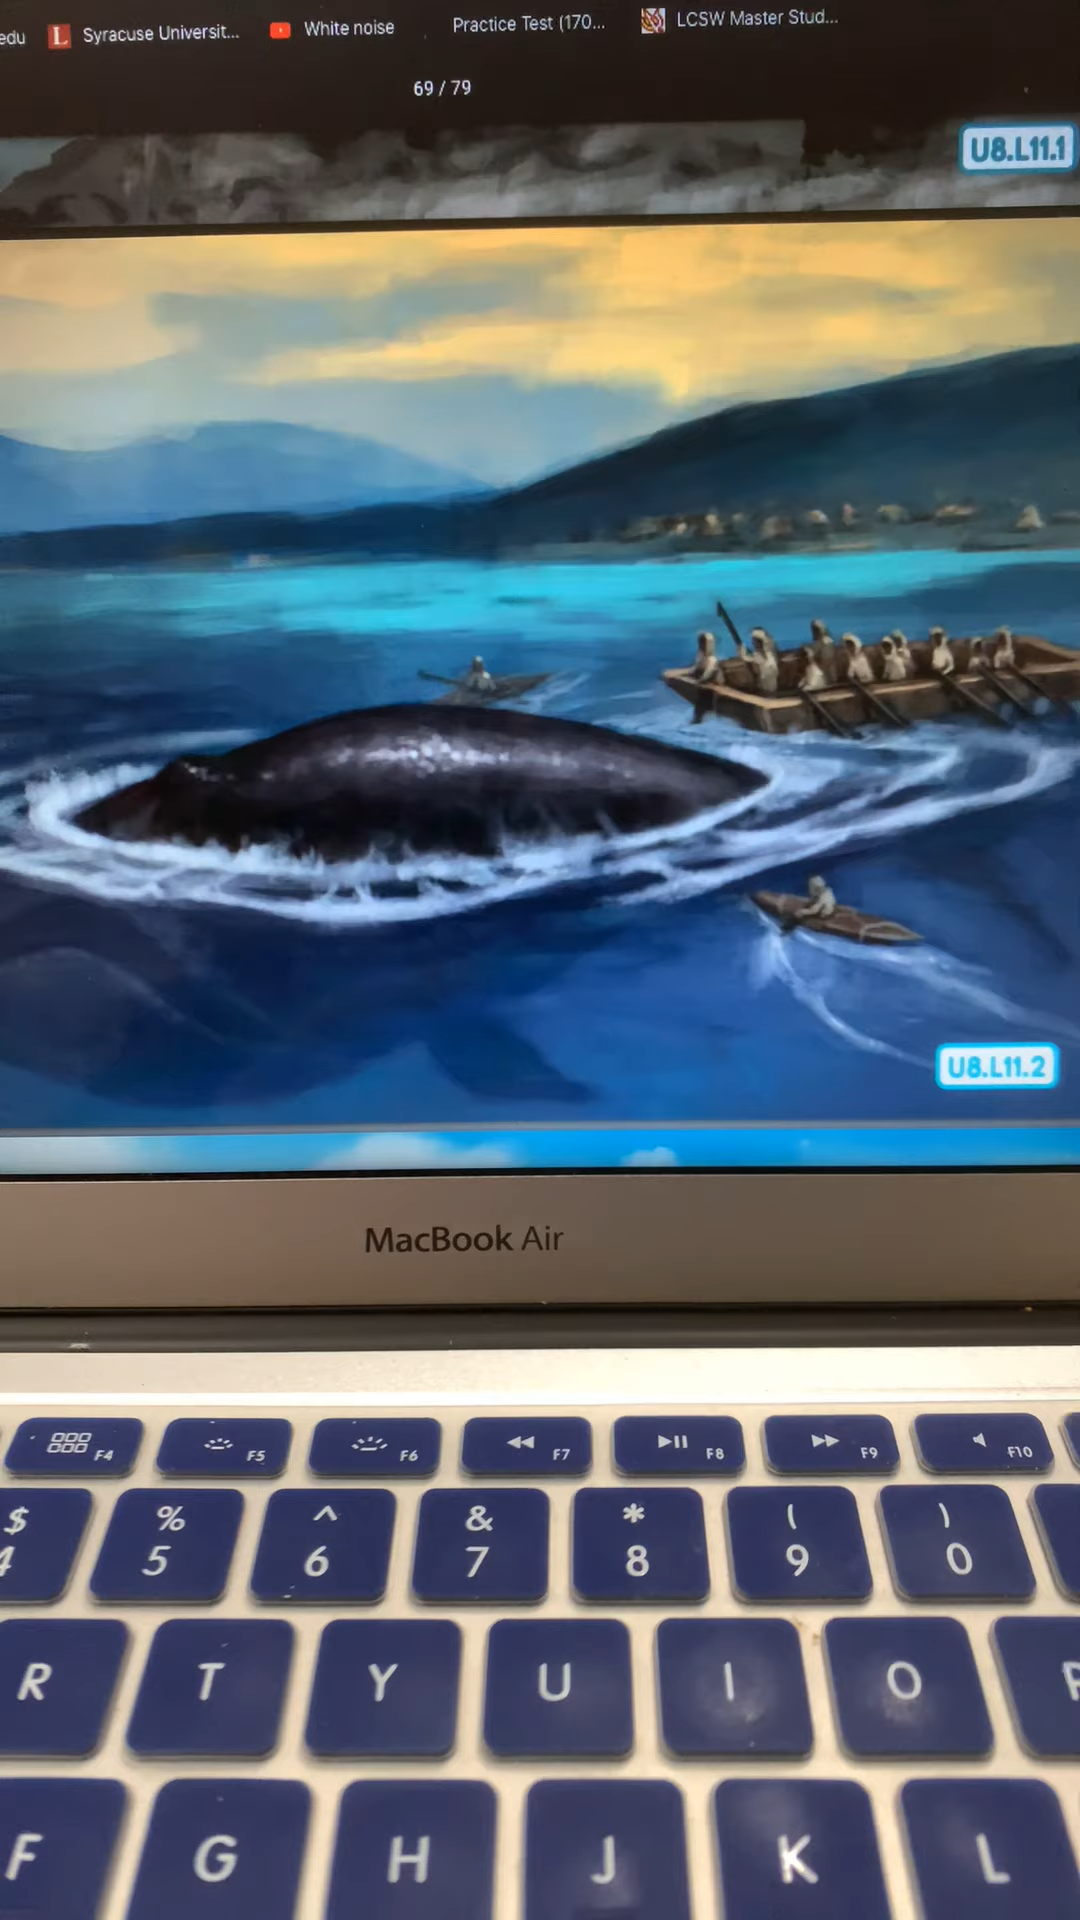 edu Syracuse Universit... White noise Practice Test (170... LCSW Master Stud...
69 / 79
U8.L11.1
U8.L11.2
MacBook Air
F4 F5 F6 F7 F8 F9 F10
$ % ^ & * ( )
4 5 6 7 8 9 0
R T Y U I O P
F G H J K L